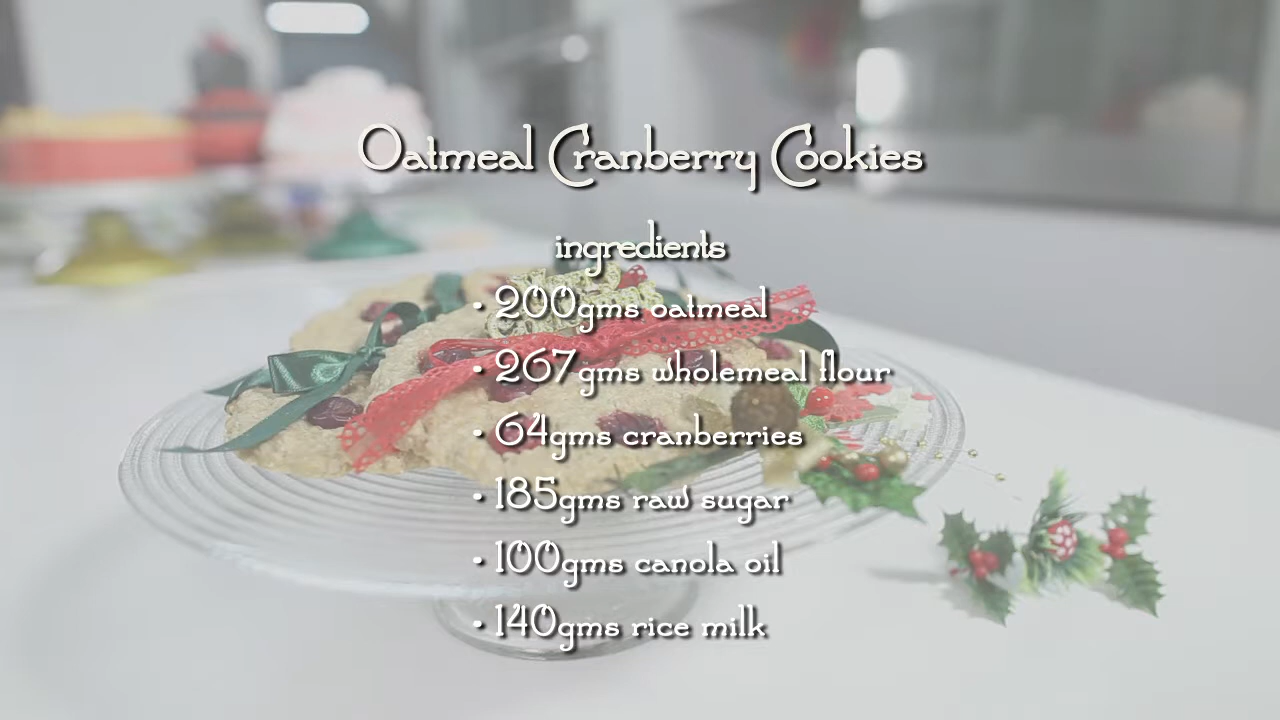 Oatmeal Cranberry Cookies
ingredients
• 200gms oatmeal
• 267gms wholemeal flour
• 64gms cranberries
• 185gms raw sugar
• 100gms canola oil
• 140gms rice milk